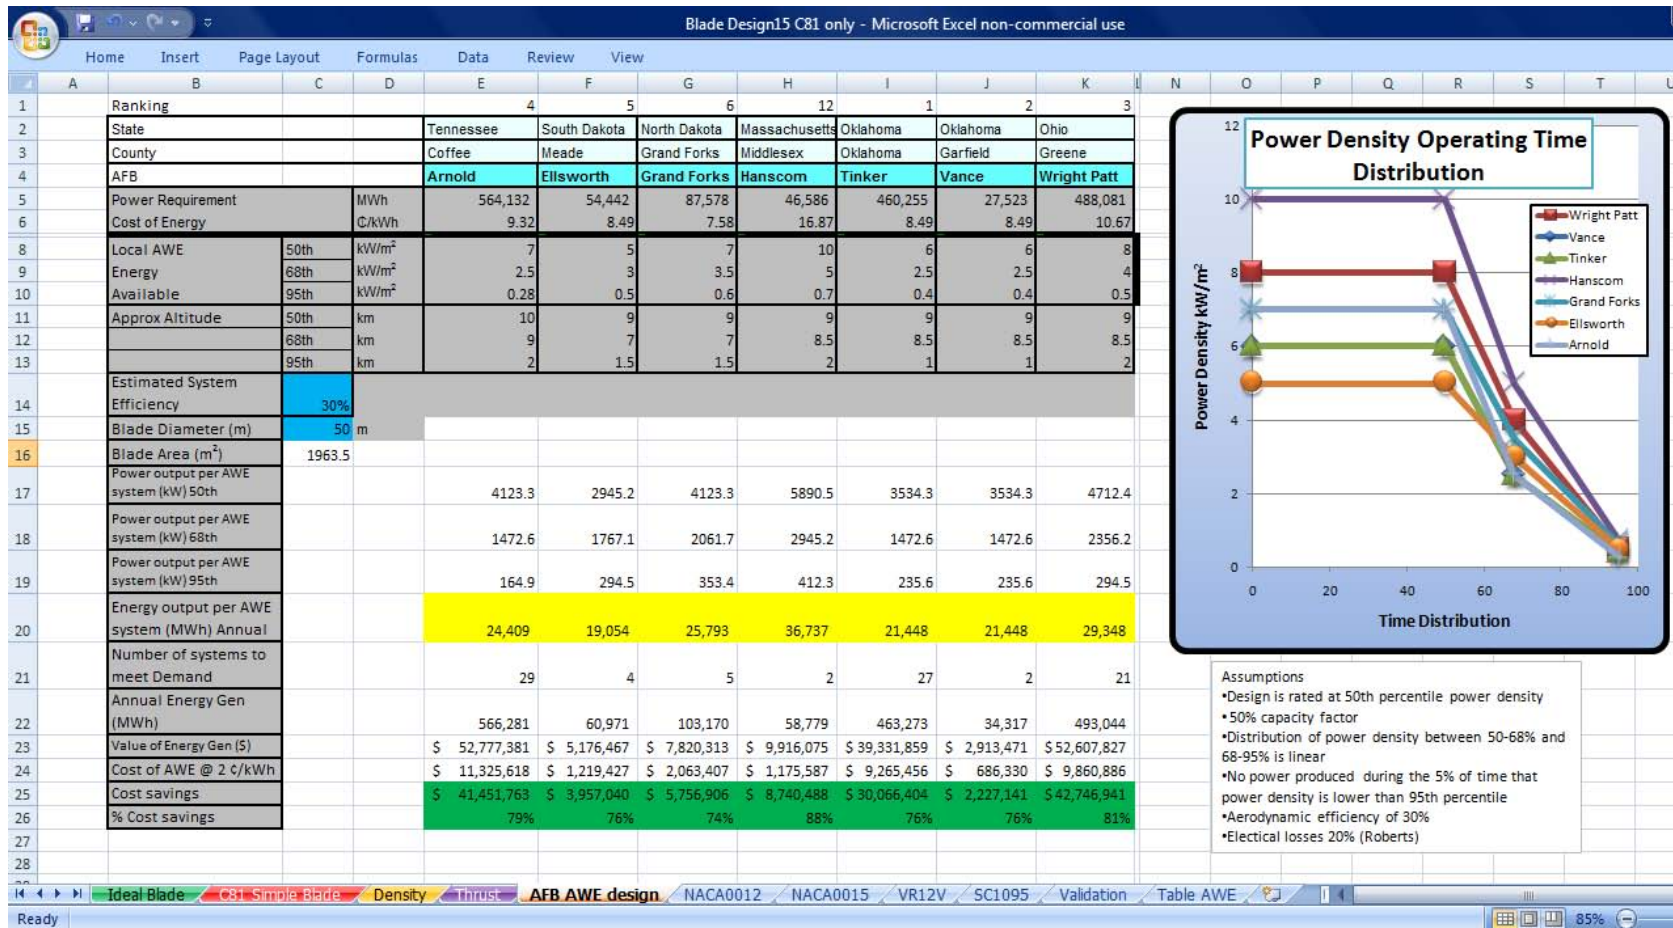 Blade Design15 C81 only - Microsoft Excel non-commercial use
Home Insert Page Layout Formulas Data Review View
A B C D E F G H I J K L N O P Q R S T U
1 Ranking 4 5 6 12 1 2 3
2 State Tennessee South Dakota North Dakota Massachusetts Oklahoma Oklahoma Ohio
3 County Coffee Meade Grand Forks Middlesex Oklahoma Garfield Greene
4 AFB Arnold Ellsworth Grand Forks Hanscom Tinker Vance Wright Patt
5 Power Requirement MWh 564,132 54,442 87,578 46,586 460,255 27,523 488,081
6 Cost of Energy ₵/kWh 9.32 8.49 7.58 16.87 8.49 8.49 10.67
8 Local AWE 50th kW/m² 7 5 7 10 6 6 8
9 Energy 68th kW/m² 2.5 3 3.5 5 2.5 2.5 4
10 Available 95th kW/m² 0.28 0.5 0.6 0.7 0.4 0.4 0.5
11 Approx Altitude 50th km 10 9 9 9 9 9 9
12 68th km 9 7 7 8.5 8.5 8.5 8.5
13 95th km 2 1.5 1.5 2 1 1 2
Estimated System
14 Efficiency 30%
15 Blade Diameter (m) 50 m
16 Blade Area (m²) 1963.5
Power output per AWE
17 system (kW) 50th 4123.3 2945.2 4123.3 5890.5 3534.3 3534.3 4712.4
Power output per AWE
18 system (kW) 68th 1472.6 1767.1 2061.7 2945.2 1472.6 1472.6 2356.2
Power output per AWE
19 system (kW) 95th 164.9 294.5 353.4 412.3 235.6 235.6 294.5
Energy output per AWE
20 system (MWh) Annual 24,409 19,054 25,793 36,737 21,448 21,448 29,348
Number of systems to
21 meet Demand 29 4 5 2 27 2 21
Annual Energy Gen
22 (MWh) 566,281 60,971 103,170 58,779 463,273 34,317 493,044
23 Value of Energy Gen ($) $ 52,777,381 $ 5,176,467 $ 7,820,313 $ 9,916,075 $ 39,331,859 $ 2,913,471 $ 52,607,827
24 Cost of AWE @ 2 ₵/kWh $ 11,325,618 $ 1,219,427 $ 2,063,407 $ 1,175,587 $ 9,265,456 $ 686,330 $ 9,860,886
25 Cost savings $ 41,451,763 $ 3,957,040 $ 5,756,906 $ 8,740,488 $ 30,066,404 $ 2,227,141 $ 42,746,941
26 % Cost savings 79% 76% 74% 88% 76% 76% 81%
27
28
Power Density Operating Time
Distribution
Power Density kW/m²
12
10
8
6
4
2
0
0 20 40 60 80 100
Time Distribution
Wright Patt
Vance
Tinker
Hanscom
Grand Forks
Ellsworth
Arnold
Assumptions
•Design is rated at 50th percentile power density
•50% capacity factor
•Distribution of power density between 50-68% and
68-95% is linear
•No power produced during the 5% of time that
power density is lower than 95th percentile
•Aerodynamic efficiency of 30%
•Electical losses 20% (Roberts)
Ideal Blade C81 Simple Blade Density Thrust AFB AWE design NACA0012 NACA0015 VR12V SC1095 Validation Table AWE
Ready 85%